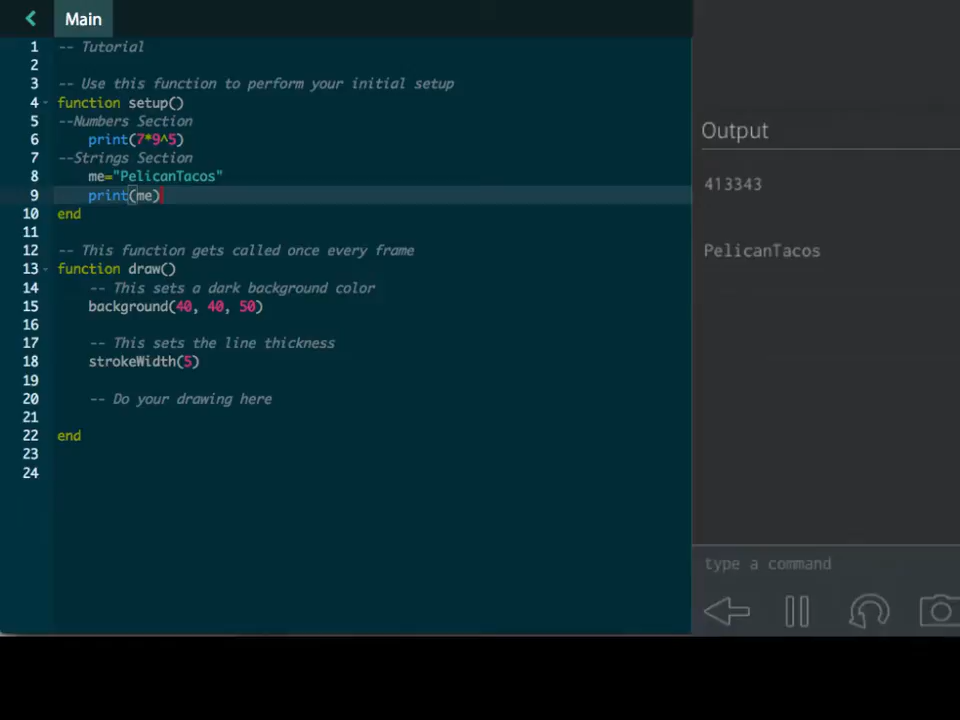 Main
1 -- Tutorial
2
3 -- Use this function to perform your initial setup
4 function setup()
5 --Numbers Section
6 print(7*9^5)
7 --Strings Section
8 me="PelicanTacos"
9 print(me)
10 end
11
12 -- This function gets called once every frame
13 function draw()
14 -- This sets a dark background color
15 background(40, 40, 50)
16
17 -- This sets the line thickness
18 strokeWidth(5)
19
20 -- Do your drawing here
21
22 end
23
24
Output
413343
PelicanTacos
type a command